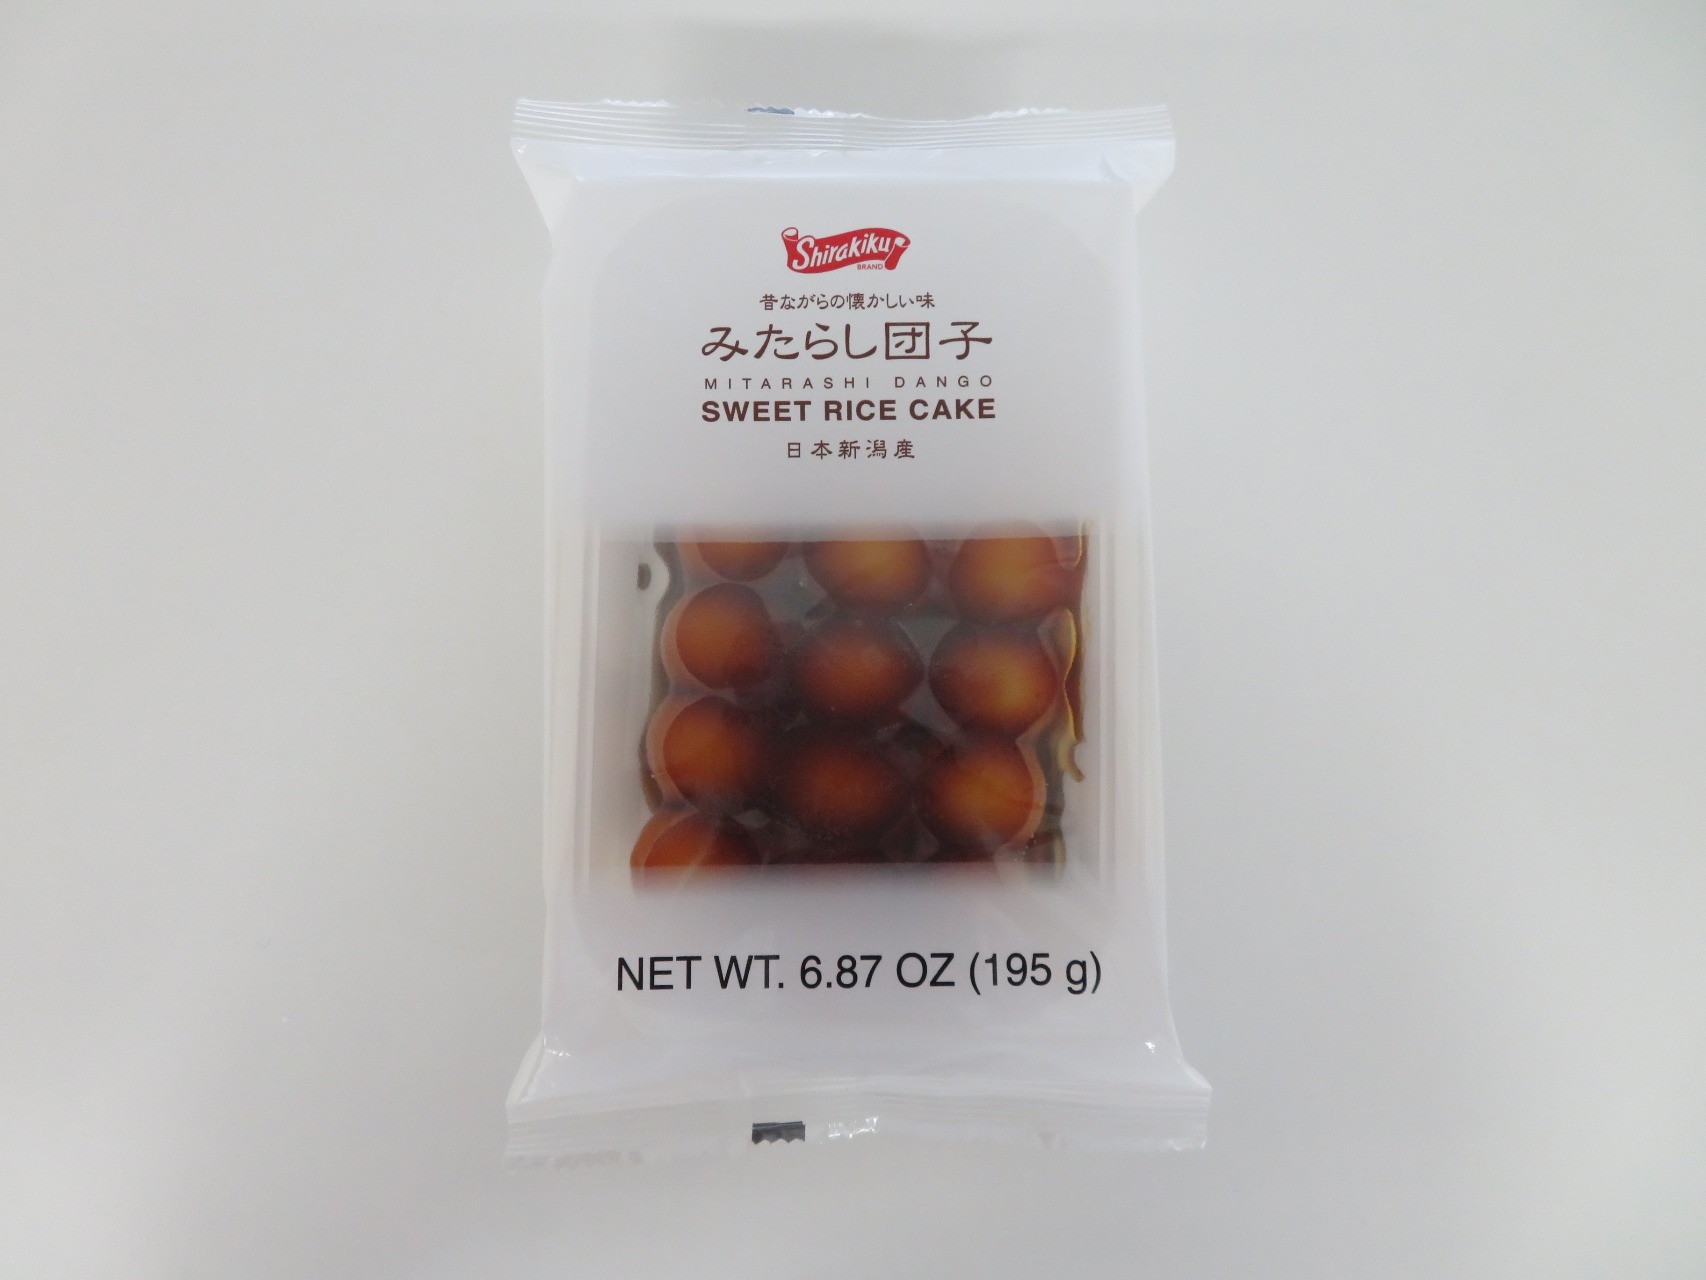 Shirakiku
BRAND
昔ながらの懐かしい味
みたらし団子
MITARASHI DANGO
SWEET RICE CAKE
日本新潟産
NET WT. 6.87 OZ (195 g)